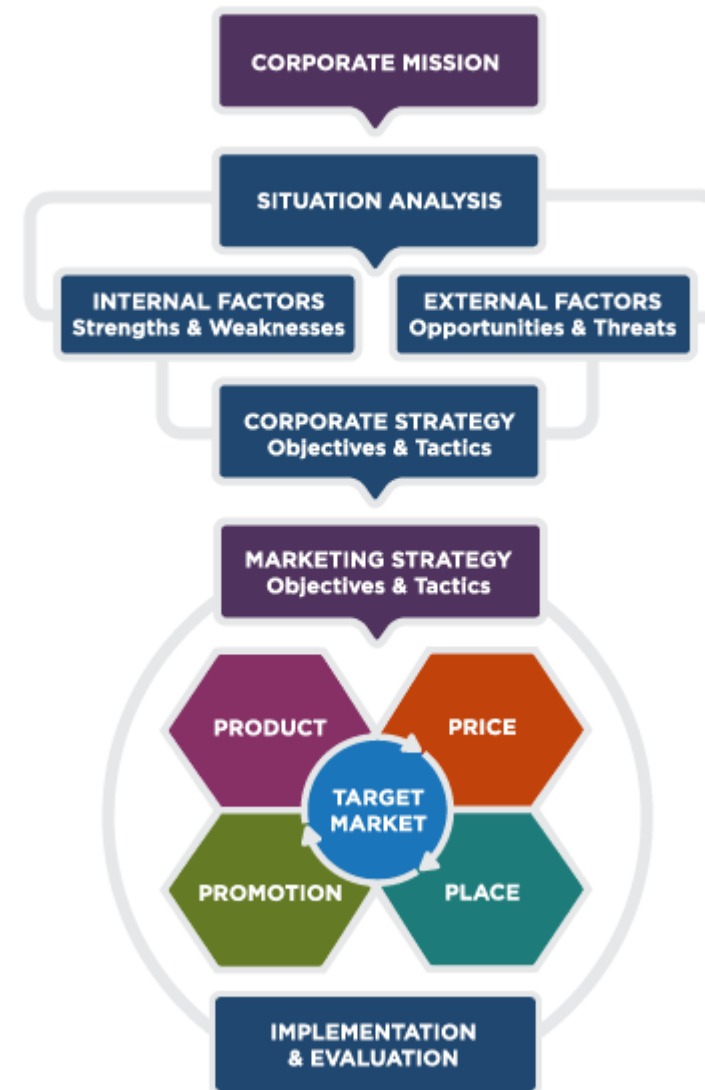 CORPORATE MISSION
SITUATION ANALYSIS
INTERNAL FACTORS
Strengths & Weaknesses
EXTERNAL FACTORS
Opportunities & Threats
CORPORATE STRATEGY
Objectives & Tactics
MARKETING STRATEGY
Objectives & Tactics
PRODUCT
PRICE
TARGET
MARKET
PROMOTION
PLACE
IMPLEMENTATION
& EVALUATION